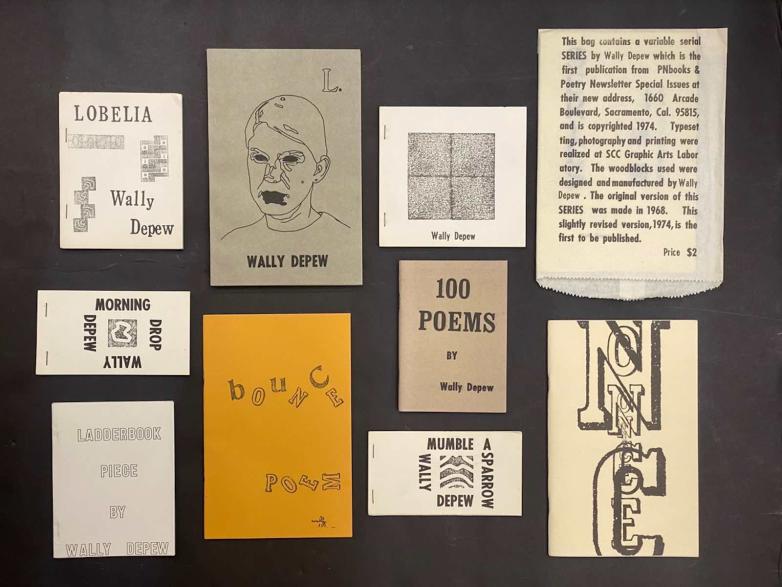 LOBELIA
Wally
Depew
L.
WALLY DEPEW
Wally Depew
This bag contains a variable serial
SERIES by Wally Depew which is the
first publication from PNbooks &
Poetry Newsletter Special Issues at
their new address, 1660 Arcade
Boulevard, Sacramento, Cal. 95815,
and is copyrighted 1974. Typeset
ting, photography and printing were
realized at SCC Graphic Arts Labor
atory. The woodblocks used were
designed and manufactured by Wally
Depew. The original version of this
SERIES was made in 1968. This
slightly revised version, 1974, is the
first to be published.
Price $2
MORNING
DROP
WALLY
DEPEW
100
POEMS
BY
Wally Depew
bOUNCE
POEM
LADDERBOOK
PIECE
BY
WALLY DEPEW
MUMBLE A
SPARROW
WALLY
DEPEW